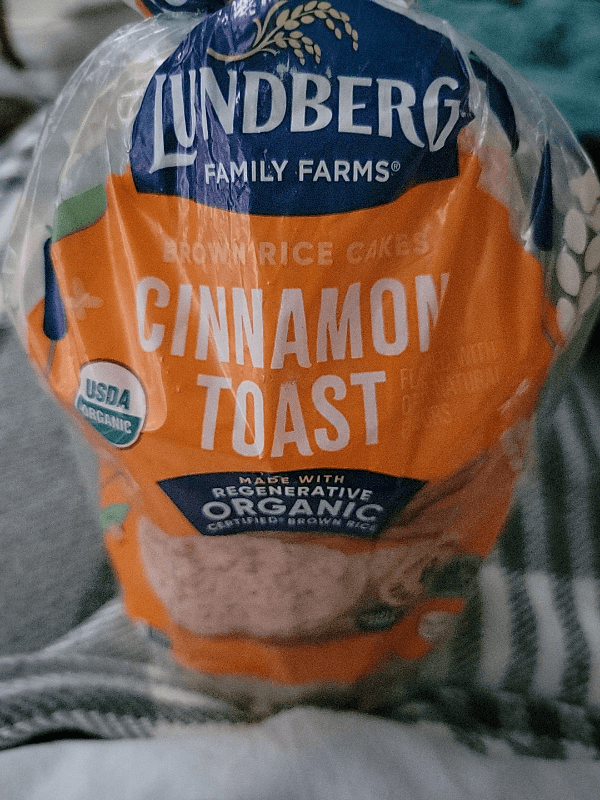 LUNDBERG
FAMILY FARMS®
BROWN RICE CAKES
CINNAMON
TOAST
USDA
ORGANIC
MADE WITH
REGENERATIVE
ORGANIC
CERTIFIED® BROWN RICE